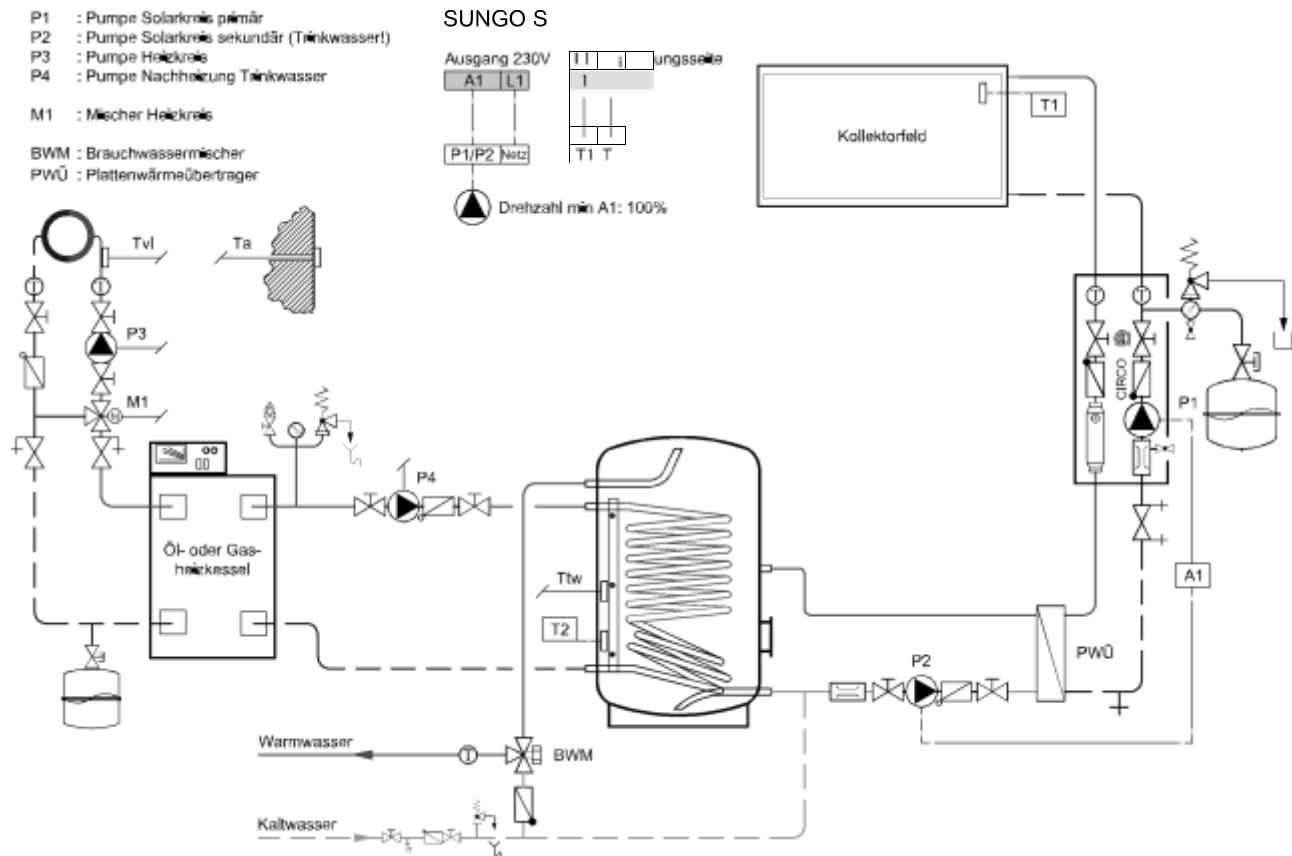 P1 : Pumpe Solarkreis primär
P2 : Pumpe Solarkreis sekundär (Trinkwasser!)
P3 : Pumpe Heizkreis
P4 : Pumpe Nachheizung Trinkwasser
M1 : Mischer Heizkreis
BWM : Brauchwassermischer
PWÜ : Plattenwärmeübertrager
SUNGO S
Ausgang 230V
ungsseite
A1 L1
1
P1/P2 Netz
T1 T
Drehzahl min A1: 100%
Kollektorfeld
T1
Tvl
Ta
T
T
P3
M1
T
T
CIRCO
P1
P4
Öl- oder Gas-
heizkessel
Ttw
T2
A1
PWÜ
P2
Warmwasser
T
BWM
Kaltwasser